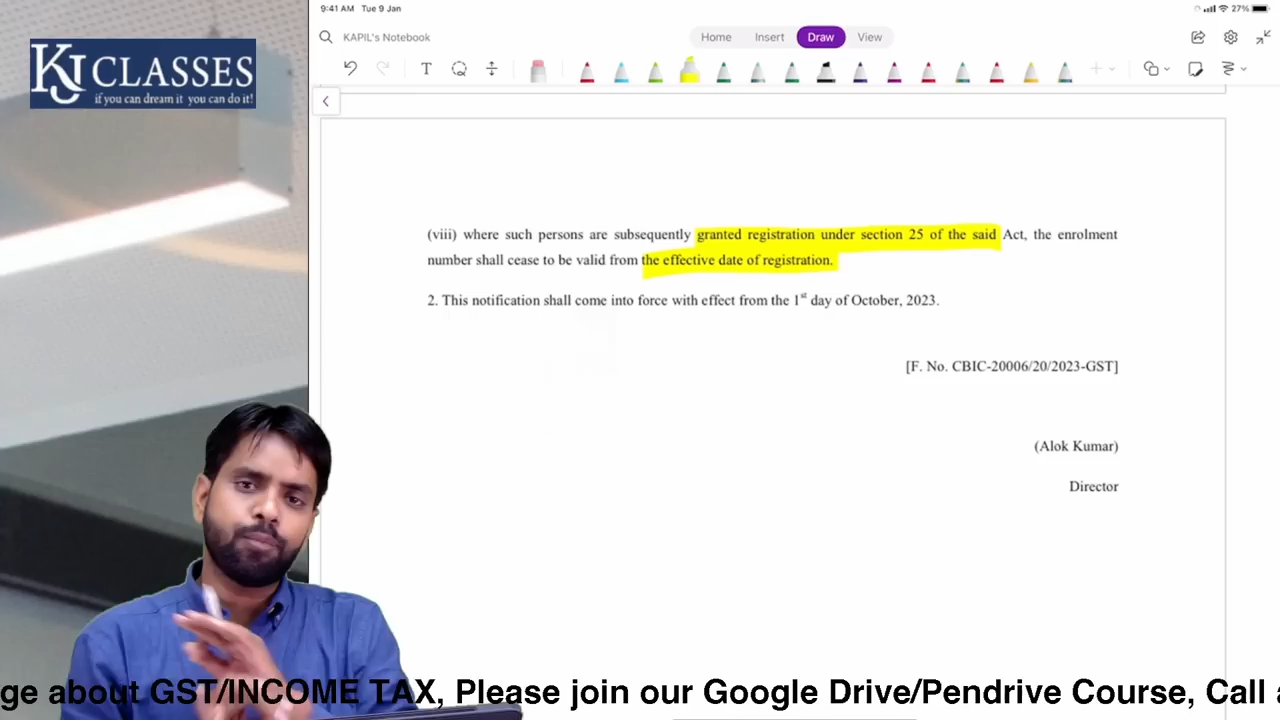 9:41 AM Tue 9 Jan
27%
KAPIL's Notebook
Home Insert Draw View
KJ CLASSES
if you can dream it you can do it!
(viii) where such persons are subsequently granted registration under section 25 of the said Act, the enrolment
number shall cease to be valid from the effective date of registration.
2. This notification shall come into force with effect from the 1st day of October, 2023.
[F. No. CBIC-20006/20/2023-GST]
(Alok Kumar)
Director
ge about GST/INCOME TAX, Please join our Google Drive/Pendrive Course, Call a